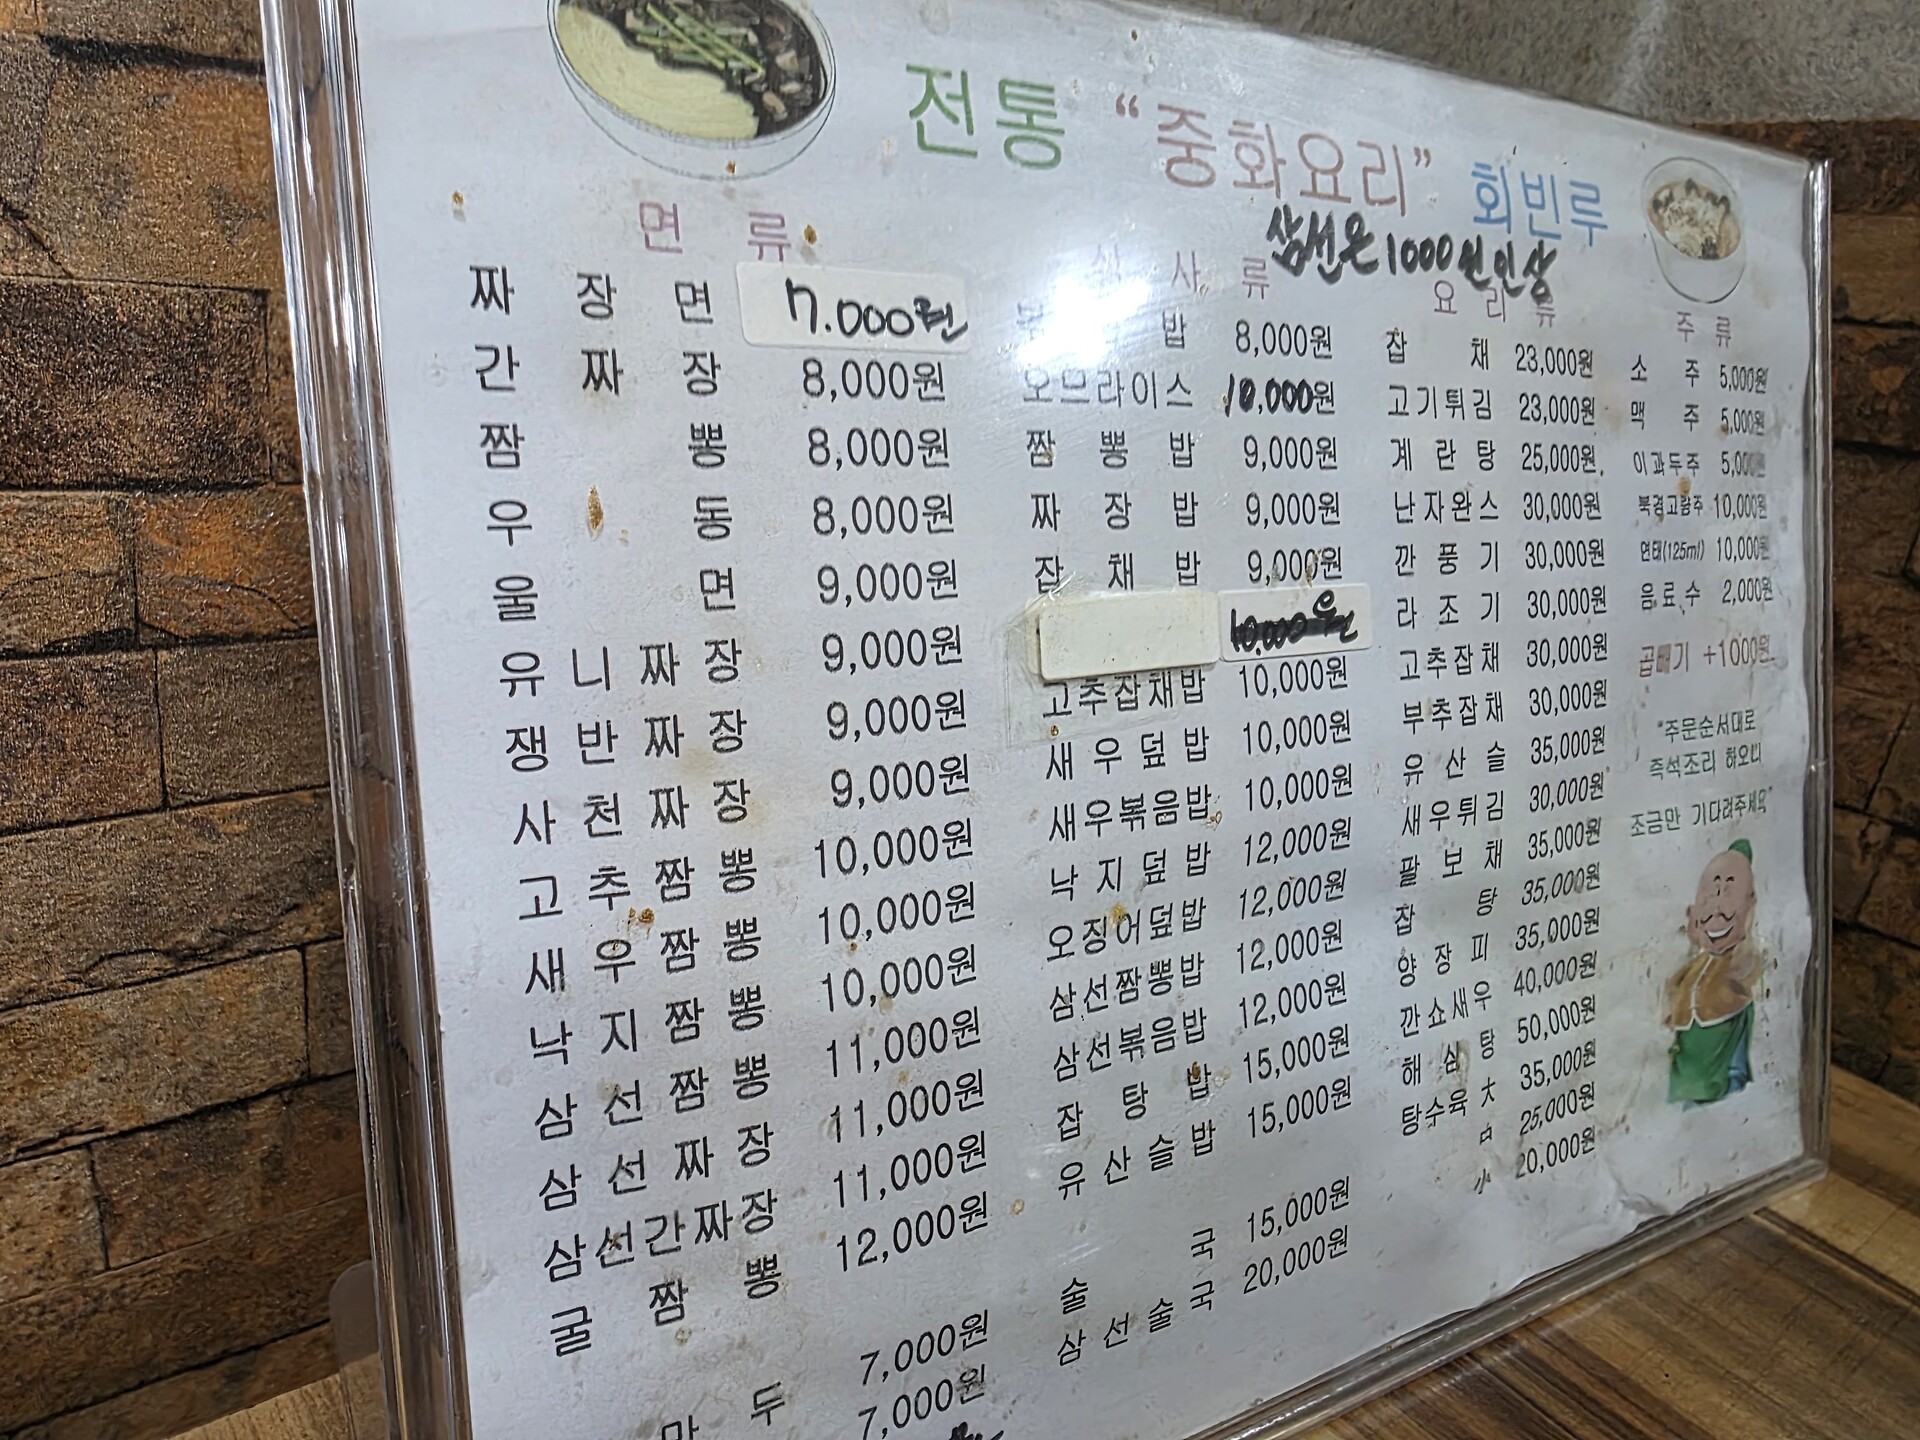 전통 "중화요리" 회빈루
삼선은 1000원인상
면 류
짜 장 면 7.000원
간 짜 장 8,000원
짬 뽕 8,000원
우 동 8,000원
울 면 9,000원
유 니 짜 장 9,000원
쟁 반 짜 장 9,000원
사 천 짜 장 9,000원
고 추 짬 뽕 10,000원
새 우 짬 뽕 10,000원
낙 지 짬 뽕 10,000원
삼 선 짬 뽕 11,000원
삼 선 짜 장 11,000원
삼선간짜장 11,000원
굴 짬 뽕 12,000원
만 두 7,000원
7,000원
식 사 류
밥 8,000원
오므라이스 10,000원
짬 뽕 밥 9,000원
짜 장 밥 9,000원
잡 채 밥 9,000원
10.000원
고추잡채밥 10,000원
새 우 덮 밥 10,000원
새우볶음밥 10,000원
낙 지 덮 밥 12,000원
오징어덮밥 12,000원
삼선짬뽕밥 12,000원
삼선볶음밥 12,000원
잡 탕 밥 15,000원
유 산 슬 밥 15,000원
술 국 15,000원
삼 선 술 국 20,000원
요 리 류
잡 채 23,000원
고기튀김 23,000원
계 란 탕 25,000원
난자완스 30,000원
깐 풍 기 30,000원
라 조 기 30,000원
고추잡채 30,000원
부추잡채 30,000원
유 산 슬 35,000원
새우튀김 30,000원
팔 보 채 35,000원
잡 탕 35,000원
양 장 피 35,000원
깐쇼새우 40,000원
해 삼 탕 50,000원
탕수육 大 35,000원
中 25,000원
小 20,000원
주 류
소 주 5,000원
맥 주 5,000원
이과두주 5,000원
북경고량주 10,000원
연태(125ml) 10,000원
음료수 2,000원
곱빼기 +1000원
"주문순서대로
즉석조리 하오니
조금만 기다려주세요"